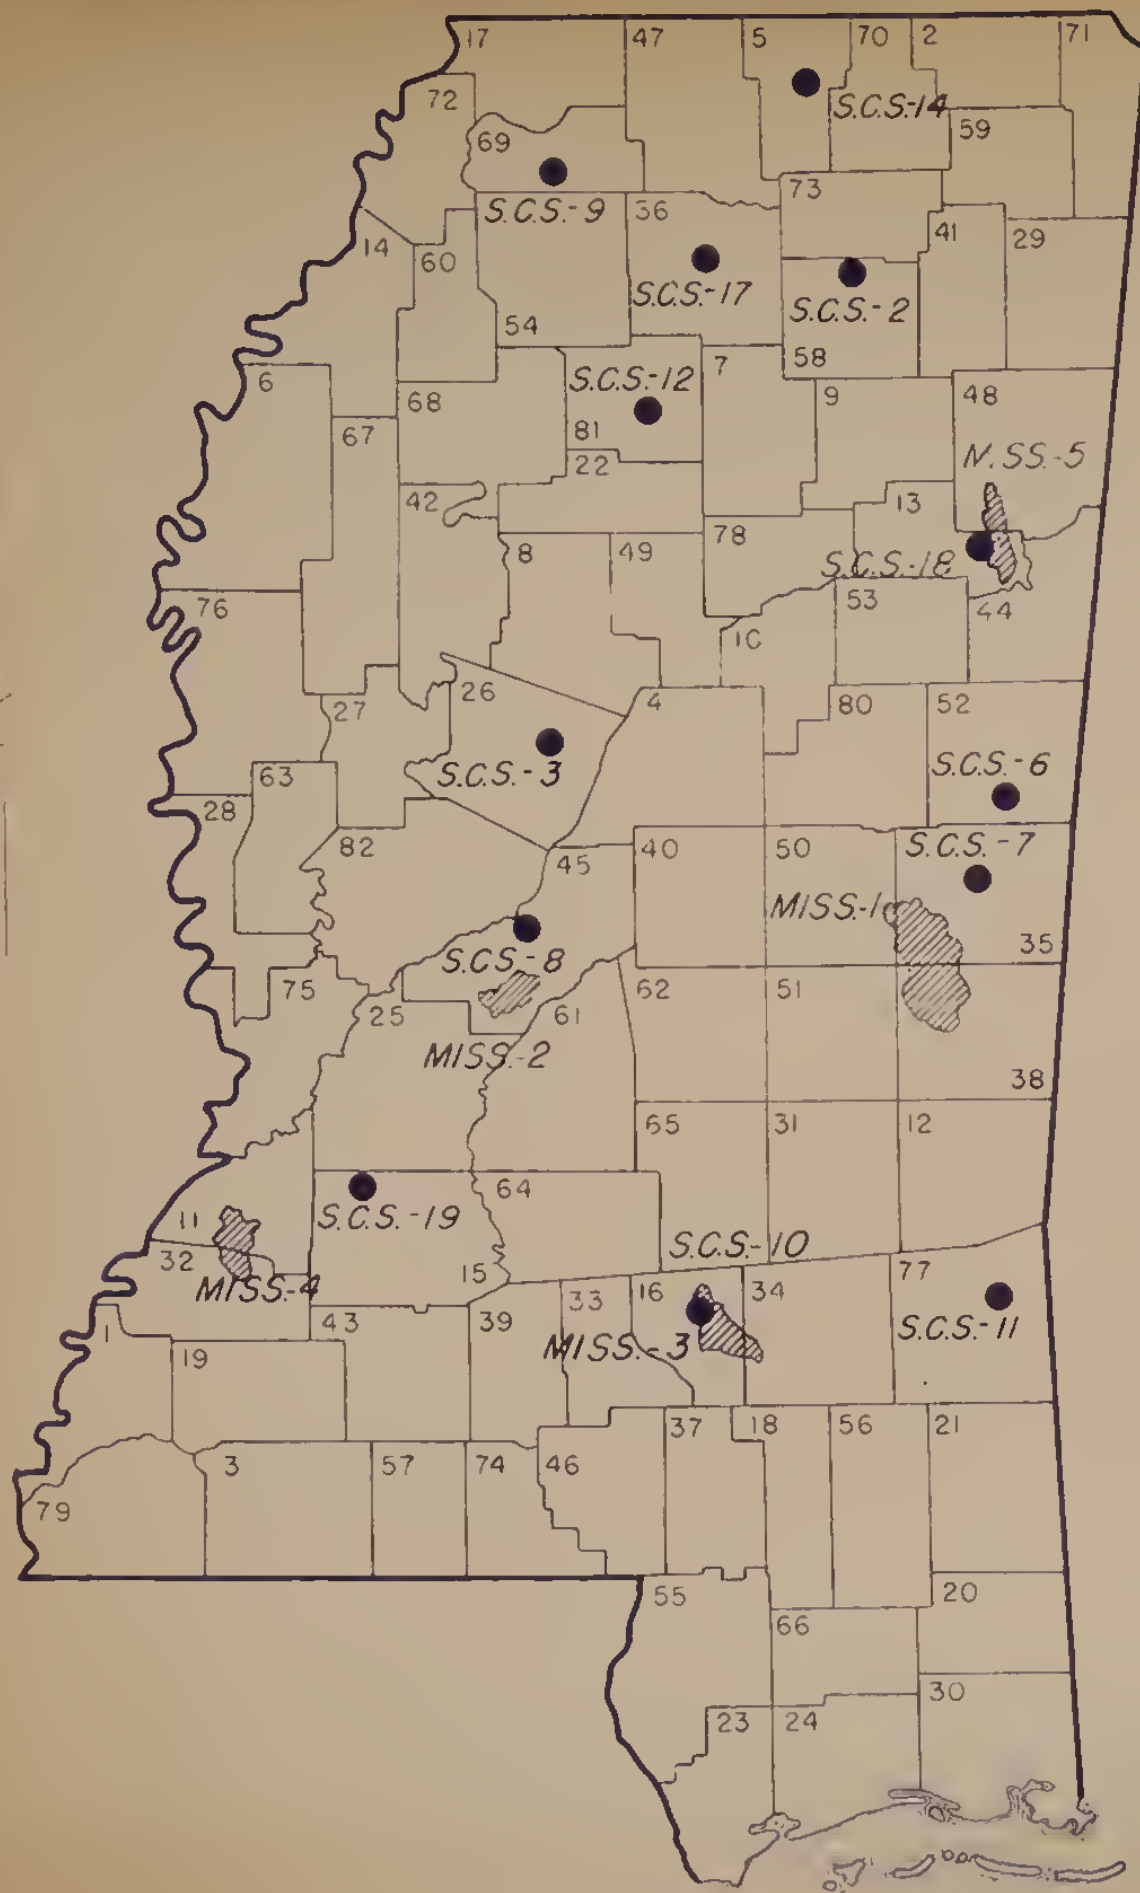 17 47 5 70 2 71
72
S.C.S.-14
69 59
73
S.C.S.-9 36
14 60 41 29
S.C.S.-17
S.C.S.-2
54
6 7 58
S.C.S.-12
68 9 48
67 81
22 M.SS.-5
42 13
8 49 78
S.C.S.-18
76 53 44
10
26
27 4 80 52
63 S.C.S.-3 S.C.S.-6
28
82 45 40 50 S.C.S.-7
MISS.-1
35
S.C.S.-8
75 62 51
25 61
MISS.-2
38
65 31 12
64
11 S.C.S.-19
32 S.C.S.-10
15 77
MISS.-4 16 34
33
1 43 39 S.C.S.-11
19 MISS.-3
37 18 56 21
3 57 74 46
79
55 20
66
30
23 24